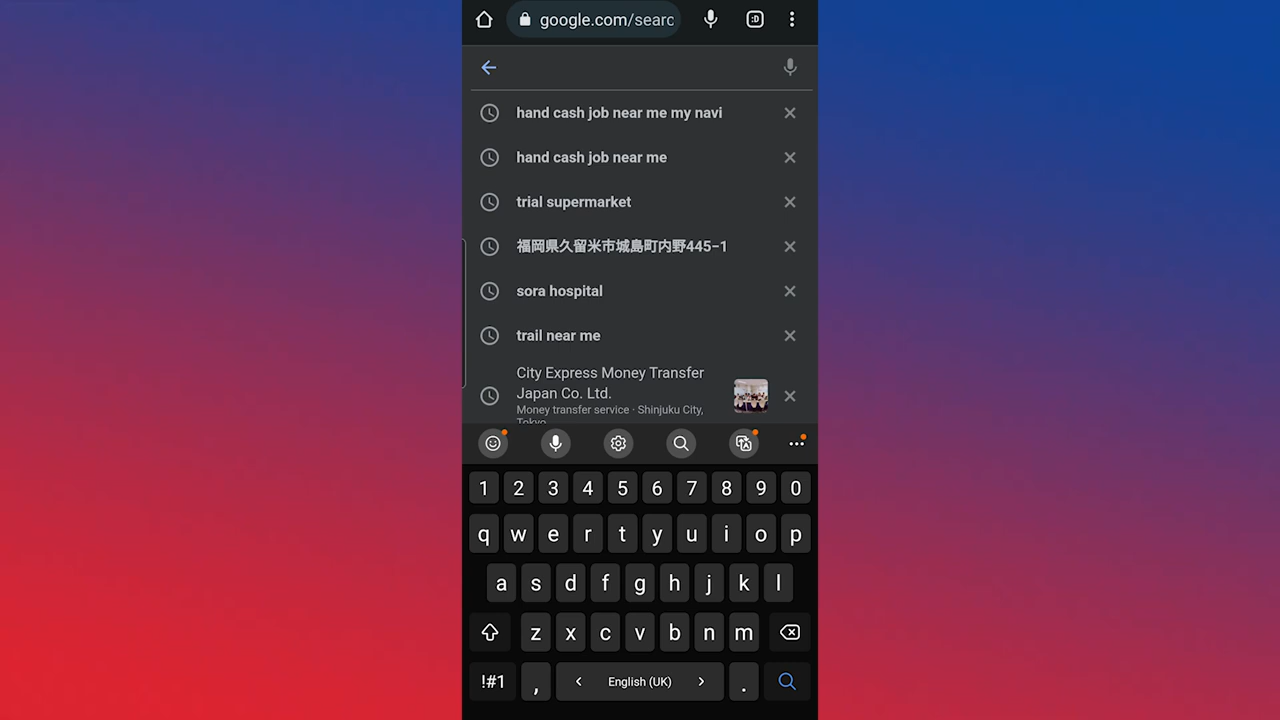 google.com/searc
:D
hand cash job near me my navi
hand cash job near me
trial supermarket
福岡県久留米市城島町内野445-1
sora hospital
trail near me
City Express Money Transfer
Japan Co. Ltd.
Money transfer service · Shinjuku City,
Tokyo
1 2 3 4 5 6 7 8 9 0
q w e r t y u i o p
a s d f g h j k l
z x c v b n m
!#1 , < English (UK) > .